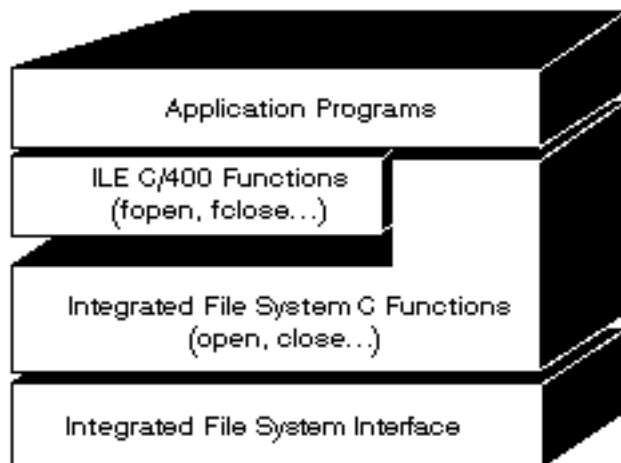 Application Programs
ILE C/400 Functions
(fopen, fclose...)
Integrated File System C Functions
(open, close...)
Integrated File System Interface